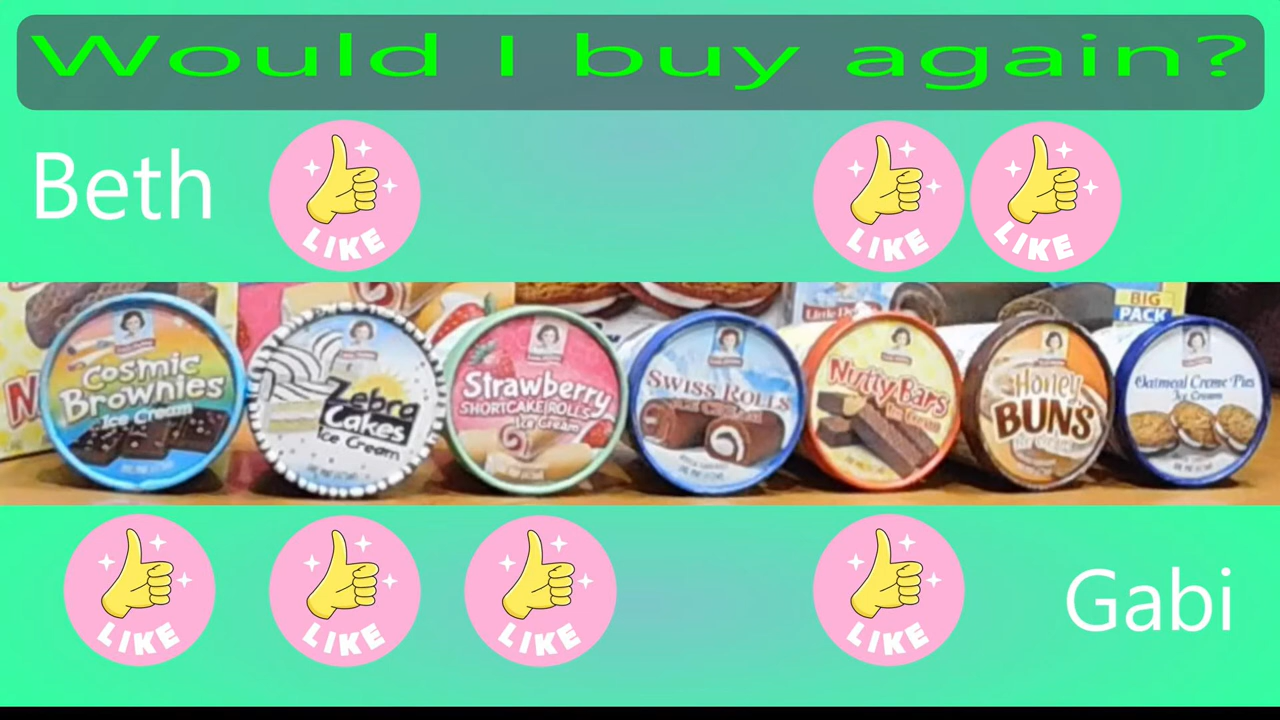 Would I buy again?
Beth
LIKE
LIKE
LIKE
Cosmic
Brownies
Ice Cream
Zebra
Cakes
Ice Cream
Strawberry
SHORTCAKE ROLLS
Ice Cream
SWISS ROLLS
Nutty Bars
Ice Cream
Honey
BUNS
Oatmeal Creme Pies
Ice Cream
BIG
PACK
LIKE
LIKE
LIKE
LIKE
Gabi